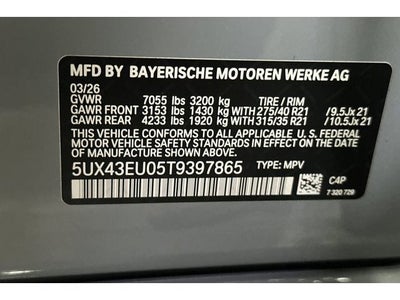 MFD BY BAYERISCHE MOTOREN WERKE AG
03/26
GVWR 7055 lbs 3200 kg TIRE / RIM
GAWR FRONT 3153 lbs 1430 kg WITH 275/40 R21 /9.5Jx 21
GAWR REAR 4233 lbs 1920 kg WITH 315/35 R21 /10.5Jx 21
THIS VEHICLE CONFORMS TO ALL APPLICABLE U. S. FEDERAL
MOTOR VEHICLE SAFETY STANDARDS IN EFFECT ON THE
DATE OF MANUFACTURE SHOWN ABOVE.
5UX43EU05T9397865 TYPE: MPV
C4P
7 320 729